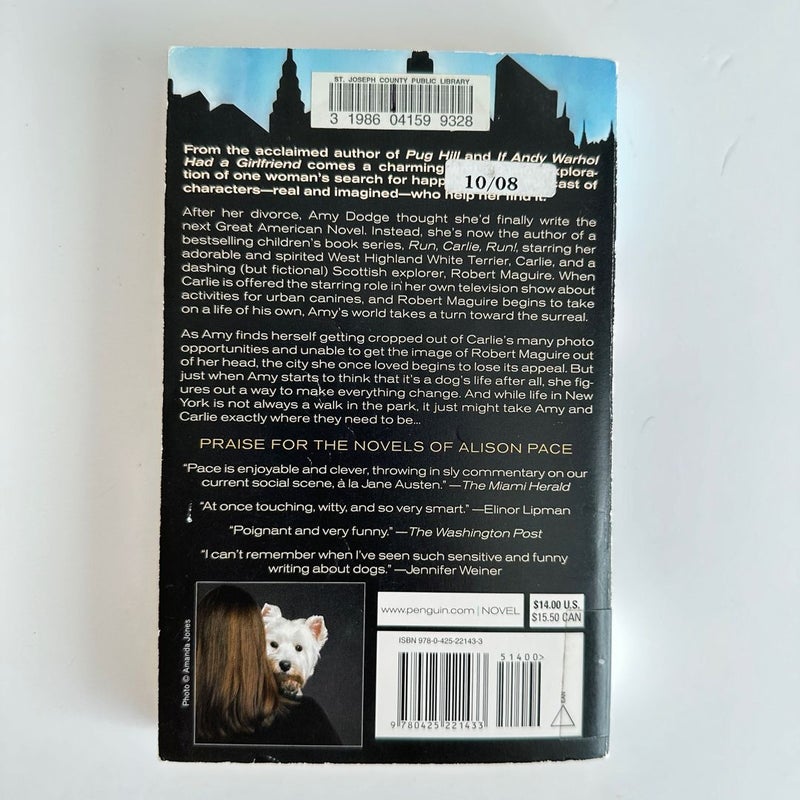 ST. JOSEPH COUNTY PUBLIC LIBRARY
3 1986 04159 9328
From the acclaimed author of Pug Hill and If Andy Warhol
Had a Girlfriend comes a charming
tion of one woman's search for cast of
10/08
characters—real and imagined—who help her find it.
After her divorce, Amy Dodge thought she'd finally write the
next Great American Novel. Instead, she's now the author of a
bestselling children's book series, Run, Carlie, Run!, starring her
adorable and spirited West Highland White Terrier, Carlie, and a
dashing (but fictional) Scottish explorer, Robert Maguire. When
Carlie is offered the starring role in her own television show about
activities for urban canines, and Robert Maguire begins to take
on a life of his own, Amy's world takes a turn toward the surreal.
As Amy finds herself getting cropped out of Carlie's many photo
opportunities and unable to get the image of Robert Maguire out
of her head, the city she once loved begins to lose its appeal. But
just when Amy starts to think that it's a dog's life after all, she fig-
ures out a way to make everything change. And while life in New
York is not always a walk in the park, it just might take Amy and
Carlie exactly where they need to be...
PRAISE FOR THE NOVELS OF ALISON PACE
"Pace is enjoyable and clever, throwing in sly commentary on our
current social scene, à la Jane Austen." —The Miami Herald
"At once touching, witty, and so very smart." —Elinor Lipman
"Poignant and very funny." —The Washington Post
"I can't remember when I've seen such sensitive and funny
writing about dogs." —Jennifer Weiner
Photo © Amanda Jones
www.penguin.com | NOVEL
$14.00 U.S.
$15.50 CAN
ISBN 978-0-425-22143-3
51400>
9 780425 221433
EAN